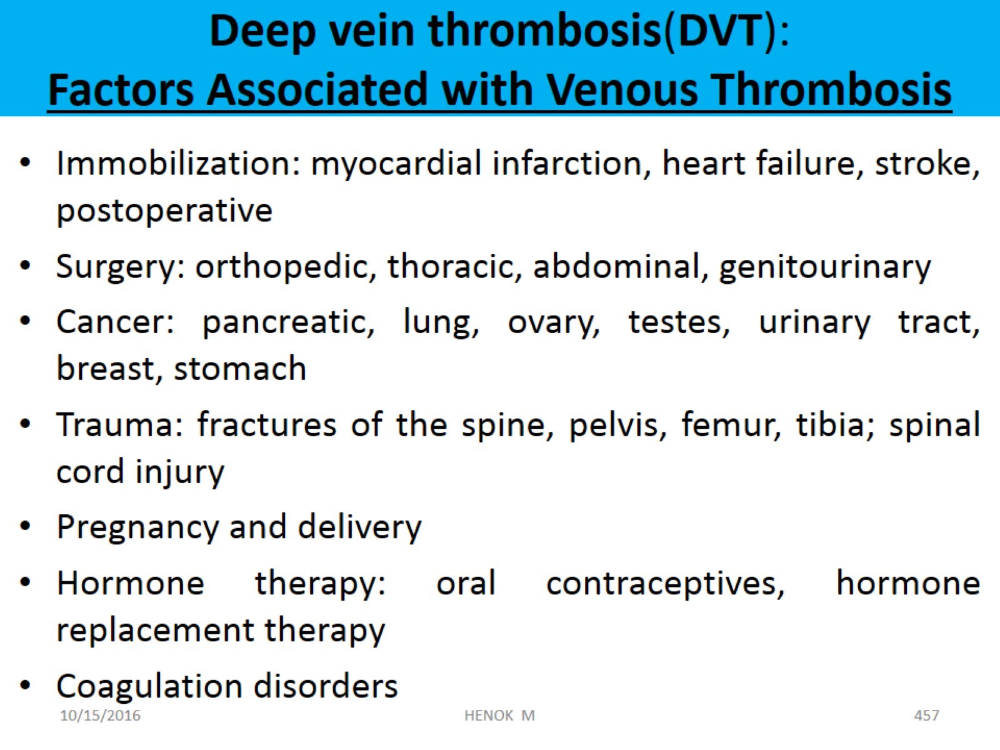 Deep vein thrombosis(DVT):
Factors Associated with Venous Thrombosis
• Immobilization: myocardial infarction, heart failure, stroke,
postoperative
• Surgery: orthopedic, thoracic, abdominal, genitourinary
• Cancer: pancreatic, lung, ovary, testes, urinary tract,
breast, stomach
• Trauma: fractures of the spine, pelvis, femur, tibia; spinal
cord injury
• Pregnancy and delivery
• Hormone therapy: oral contraceptives, hormone
replacement therapy
• Coagulation disorders
10/15/2016 HENOK M 457